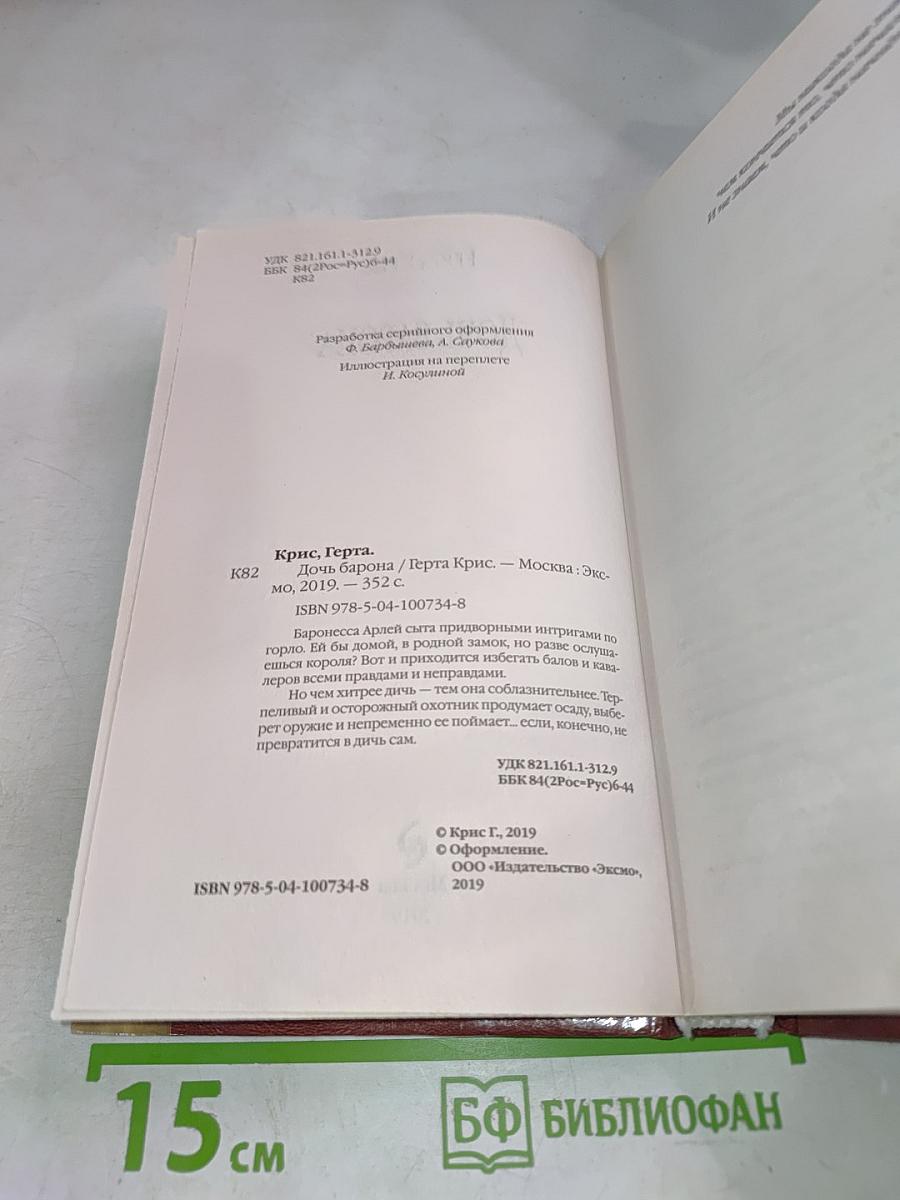 УДК 821.161.1-312.9
ББК 84(2Рос=Рус)6-44
К82
Разработка серийного оформления
Ф. Барбышева, А. Саукова
Иллюстрация на переплете
И. Косулиной
Крис, Герта.
К82 Дочь барона / Герта Крис. — Москва : Экс-
мо, 2019. — 352 с.
ISBN 978-5-04-100734-8
Баронесса Арлей сыта придворными интригами по
горло. Ей бы домой, в родной замок, но разве ослуша-
ешься короля? Вот и приходится избегать балов и кава-
леров всеми правдами и неправдами.
Но чем хитрее дичь — тем она соблазнительнее. Тер-
пеливый и осторожный охотник продумает осаду, выбе-
рет оружие и непременно ее поймает... если, конечно, не
превратится в дичь сам.
УДК 821.161.1-312.9
ББК 84(2Рос=Рус)6-44
© Крис Г., 2019
© Оформление.
ООО «Издательство «Эксмо»,
2019
ISBN 978-5-04-100734-8
15 см
БФ БИБЛИОФАН